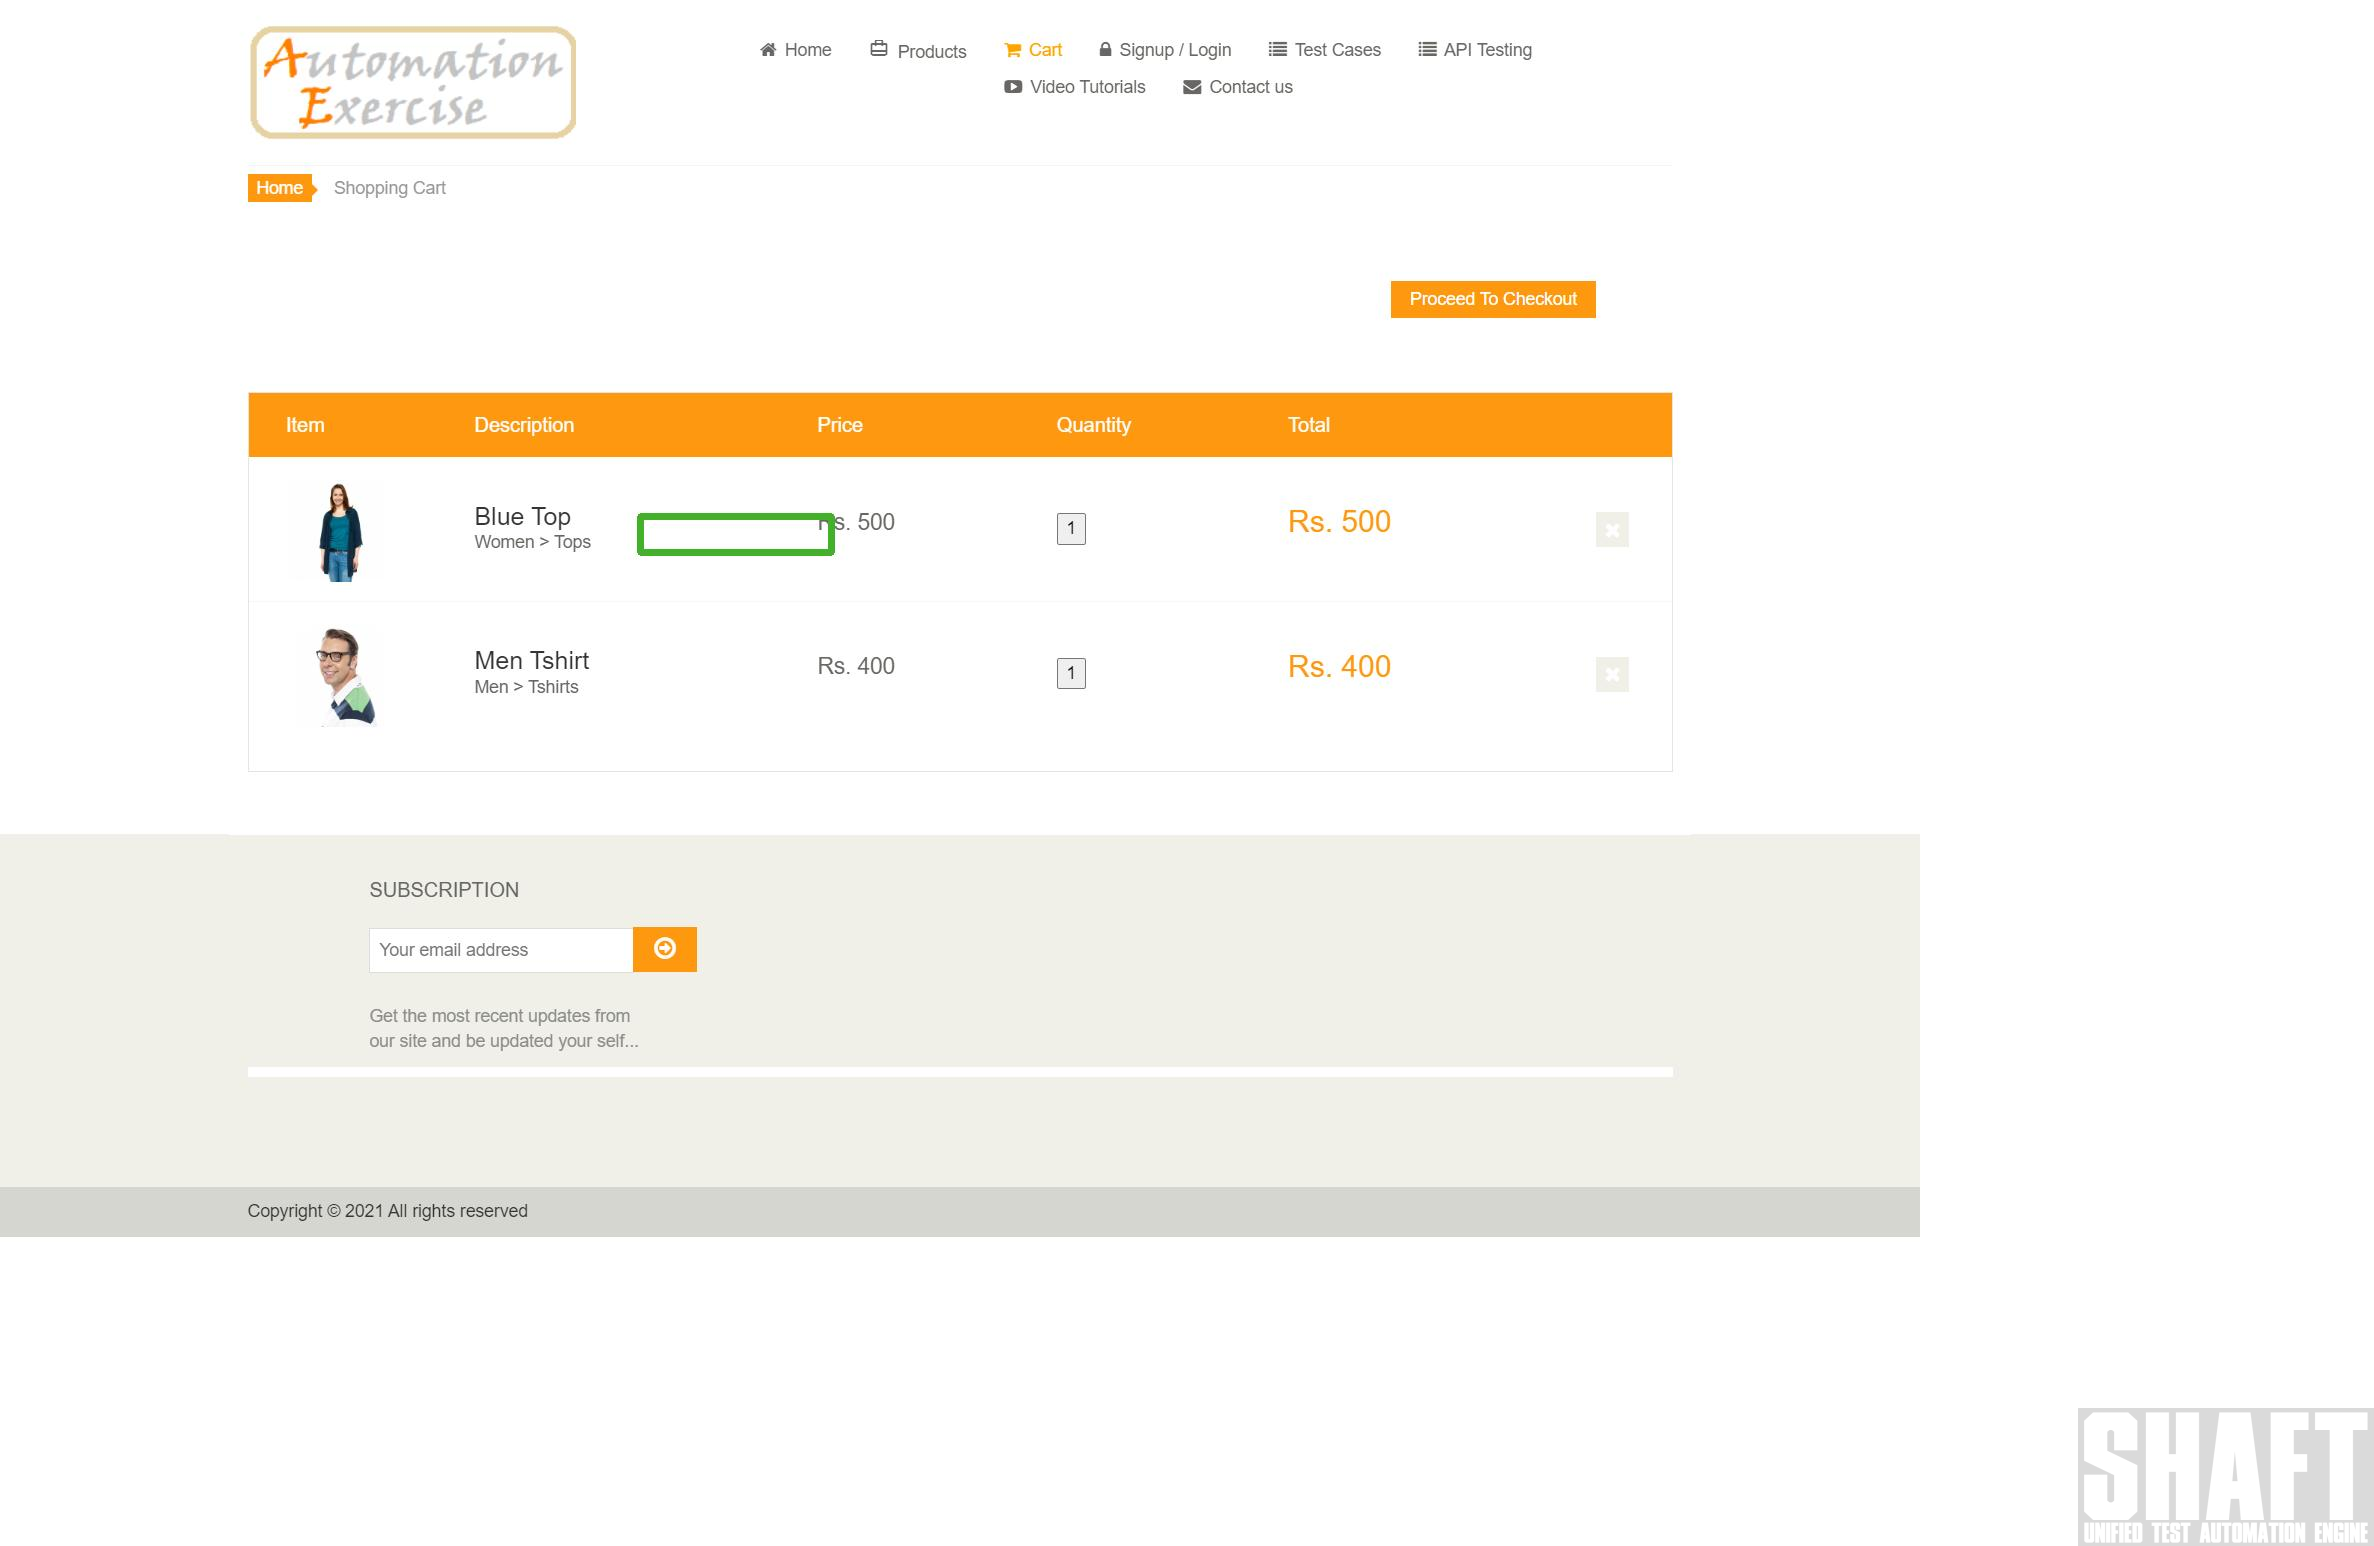 Automation
Exercise
Home
Products
Cart
Signup / Login
Test Cases
API Testing
Video Tutorials
Contact us
Home
Shopping Cart
Proceed To Checkout
Item Description Price Quantity Total
Blue Top
Women > Tops
Rs. 500
1
Rs. 500
Men Tshirt
Men > Tshirts
Rs. 400
1
Rs. 400
SUBSCRIPTION
Your email address
Get the most recent updates from
our site and be updated your self...
Copyright © 2021 All rights reserved
SHAFT
UNIFIED TEST AUTOMATION ENGINE